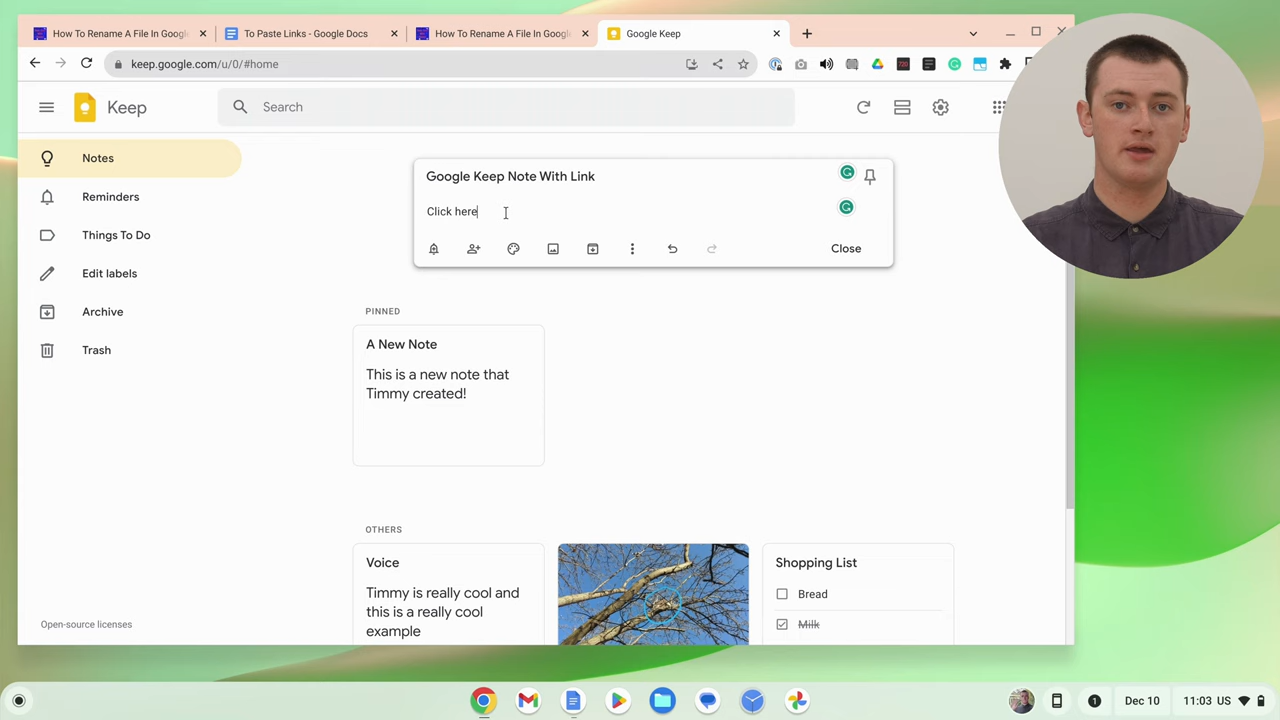 How To Rename A File In Google
To Paste Links - Google Docs
How To Rename A File In Googl
Google Keep
keep.google.com/u/0/#home
720
Keep
Search
Notes
Reminders
Things To Do
Edit labels
Archive
Trash
Open-source licenses
Google Keep Note With Link
Click here
Close
PINNED
A New Note
This is a new note that
Timmy created!
OTHERS
Voice
Timmy is really cool and
this is a really cool
example
Shopping List
Bread
Milk
1
Dec 10
11:03 US